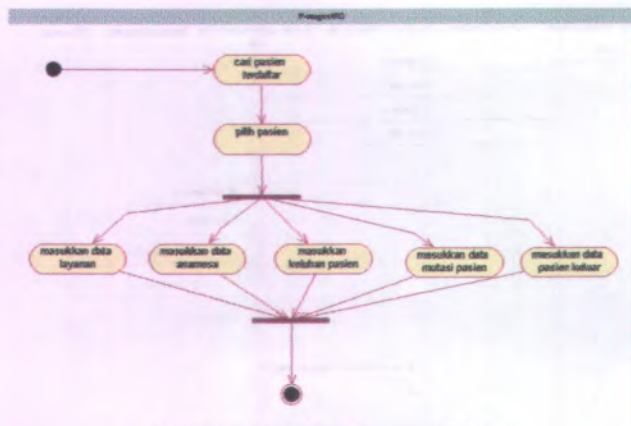 cari pasien
terdaftar
pilih pasien
masukkan data
layanan
masukkan data
anamesa
masukkan
keluhan pasien
masukkan data
mutasi pasien
masukkan data
pasien keluar